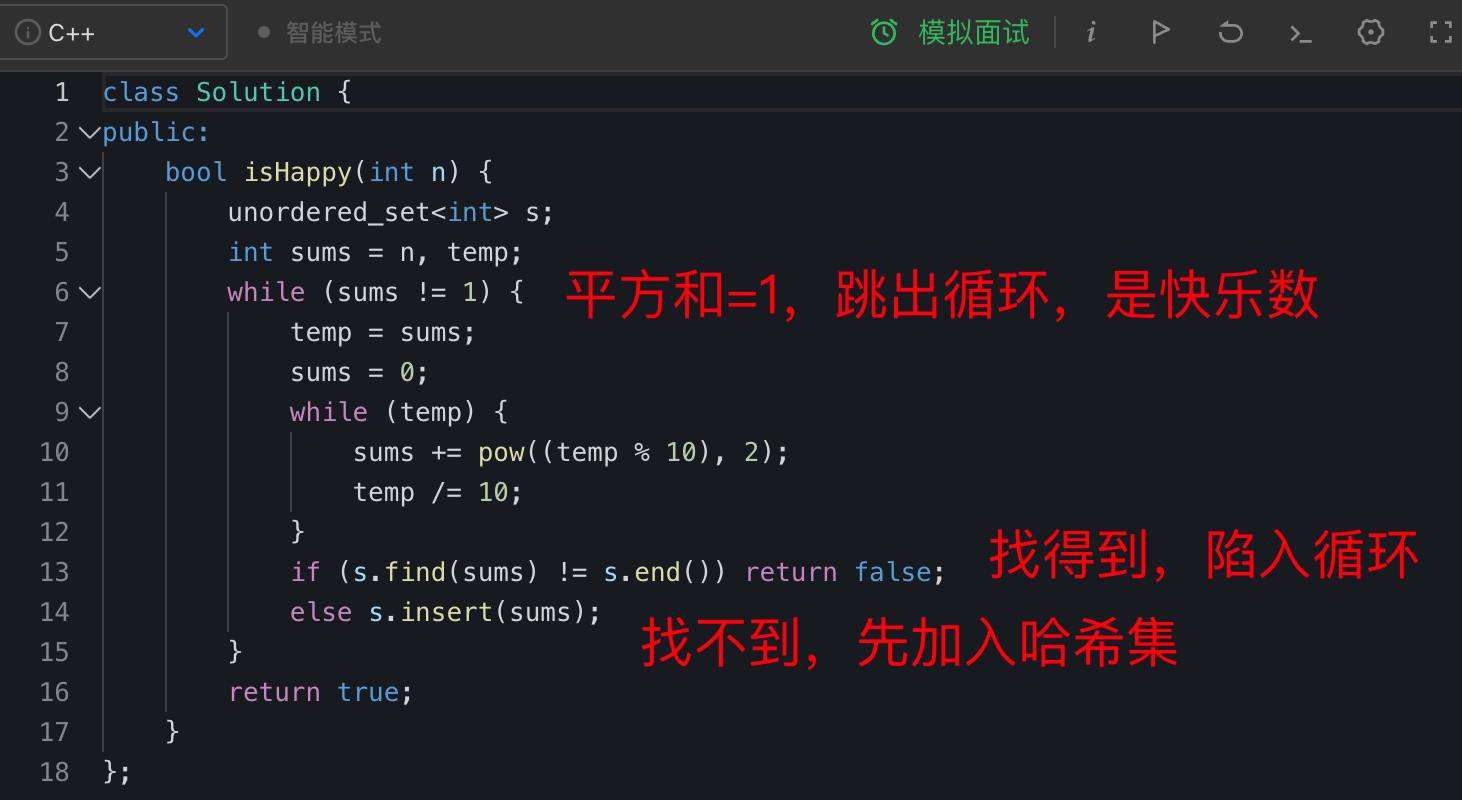 C++ 智能模式 模拟面试
1 class Solution {
2 public:
3 bool isHappy(int n) {
4 unordered_set<int> s;
5 int sums = n, temp;
6 while (sums != 1) { 平方和=1，跳出循环，是快乐数
7 temp = sums;
8 sums = 0;
9 while (temp) {
10 sums += pow((temp % 10), 2);
11 temp /= 10;
12 }
13 if (s.find(sums) != s.end()) return false; 找得到，陷入循环
14 else s.insert(sums);
找不到，先加入哈希集
15 }
16 return true;
17 }
18 };